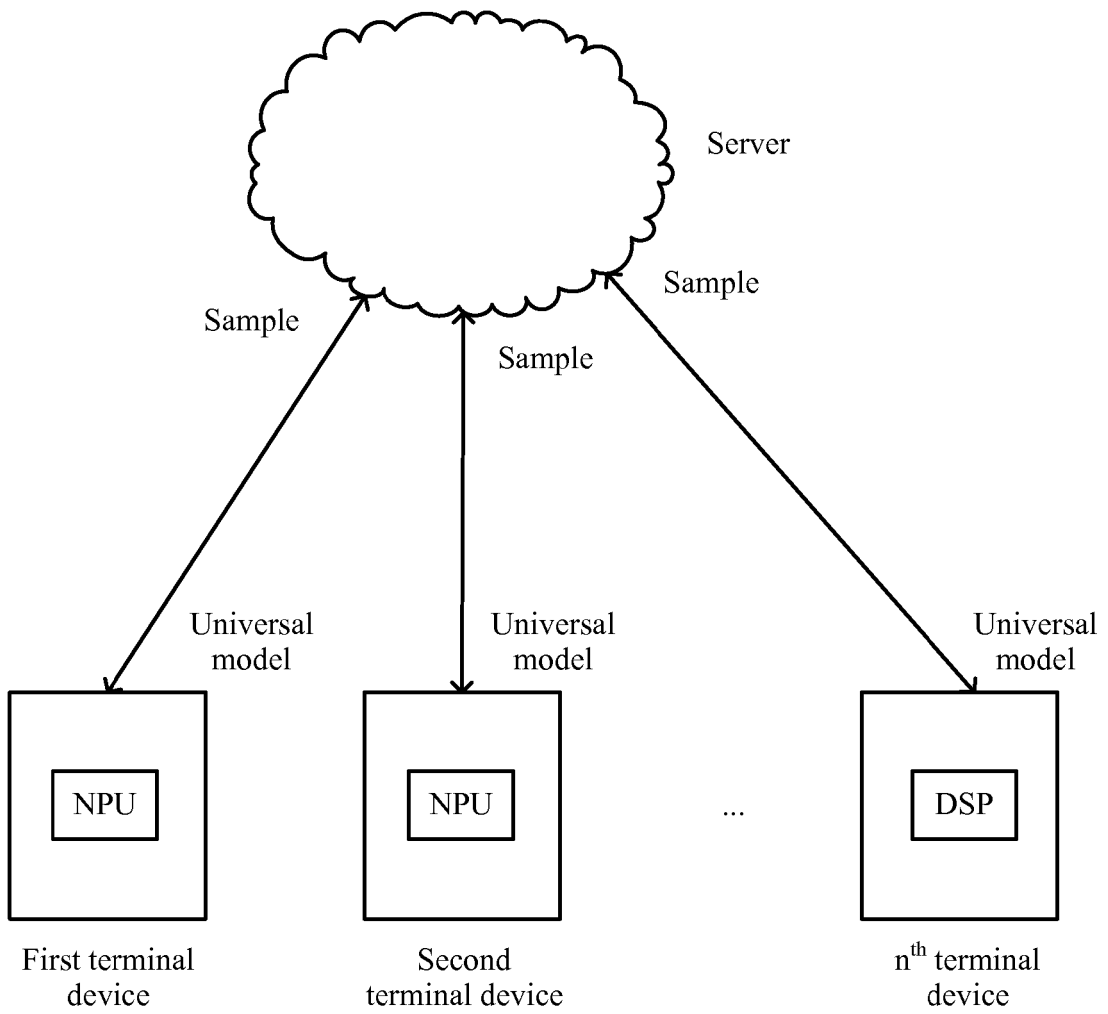 Server
Sample
Sample
Sample
Universal
model
Universal
model
Universal
model
NPU
NPU
...
DSP
First terminal
device
Second
terminal device
nth terminal
device